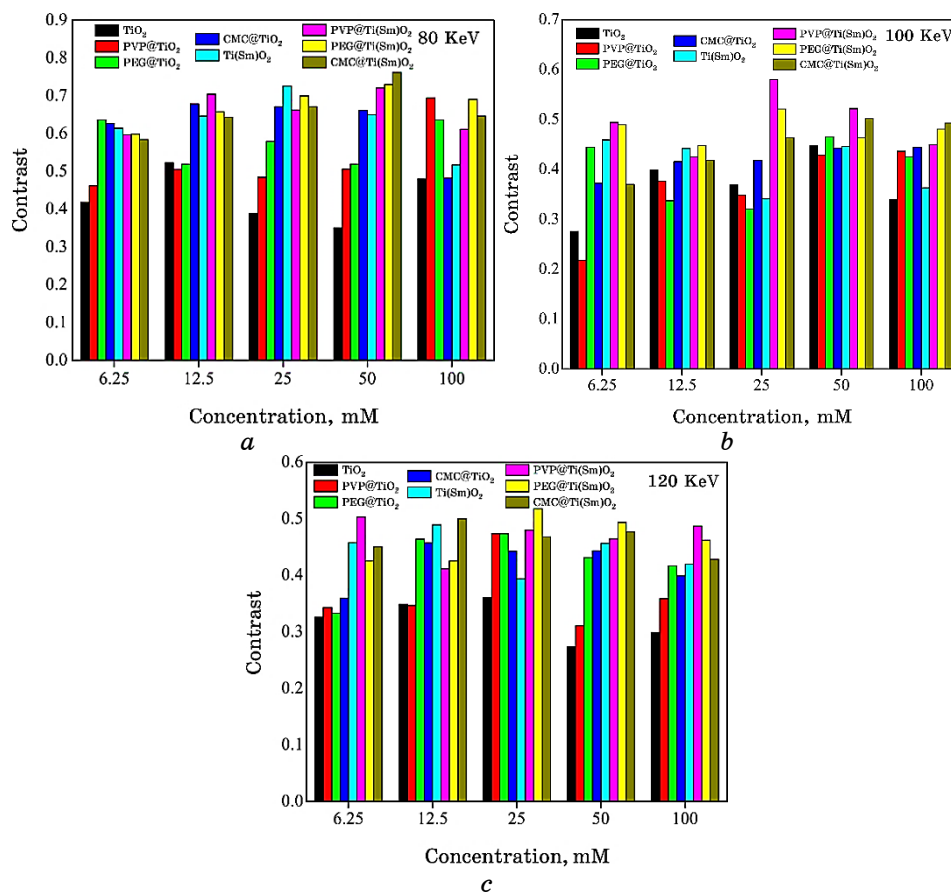 TiO₂
PVP@TiO₂
PEG@TiO₂
CMC@TiO₂
Ti(Sm)O₂
PVP@Ti(Sm)O₂
PEG@Ti(Sm)O₂
CMC@Ti(Sm)O₂
80 KeV
Contrast
0.9
0.8
0.7
0.6
0.5
0.4
0.3
0.2
0.1
0.0
6.25 12.5 25 50 100
Concentration, mM
a
TiO₂
PVP@TiO₂
PEG@TiO₂
CMC@TiO₂
Ti(Sm)O₂
PVP@Ti(Sm)O₂
PEG@Ti(Sm)O₂
CMC@Ti(Sm)O₂
100 KeV
Contrast
0.7
0.6
0.5
0.4
0.3
0.2
0.1
0.0
6.25 12.5 25 50 100
Concentration, mM
b
TiO₂
PVP@TiO₂
PEG@TiO₂
CMC@TiO₂
Ti(Sm)O₂
PVP@Ti(Sm)O₂
PEG@Ti(Sm)O₂
CMC@Ti(Sm)O₂
120 KeV
Contrast
0.6
0.5
0.4
0.3
0.2
0.1
0.0
6.25 12.5 25 50 100
Concentration, mM
c